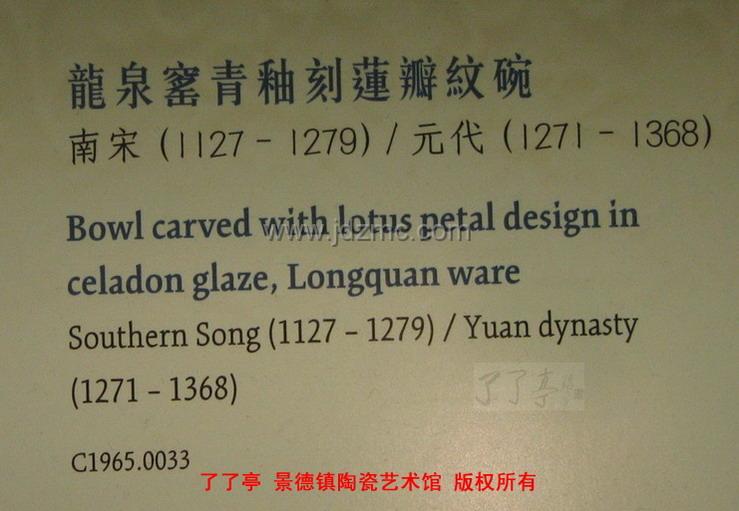 龍泉窰青釉刻蓮瓣紋碗
南宋 (1127 - 1279) / 元代 (1271 - 1368)
Bowl carved with lotus petal design in
www.jdzmc.com
celadon glaze, Longquan ware
Southern Song (1127 – 1279) / Yuan dynasty
(1271 – 1368)
了了亭
C1965.0033
了了亭 景德镇陶瓷艺术馆 版权所有